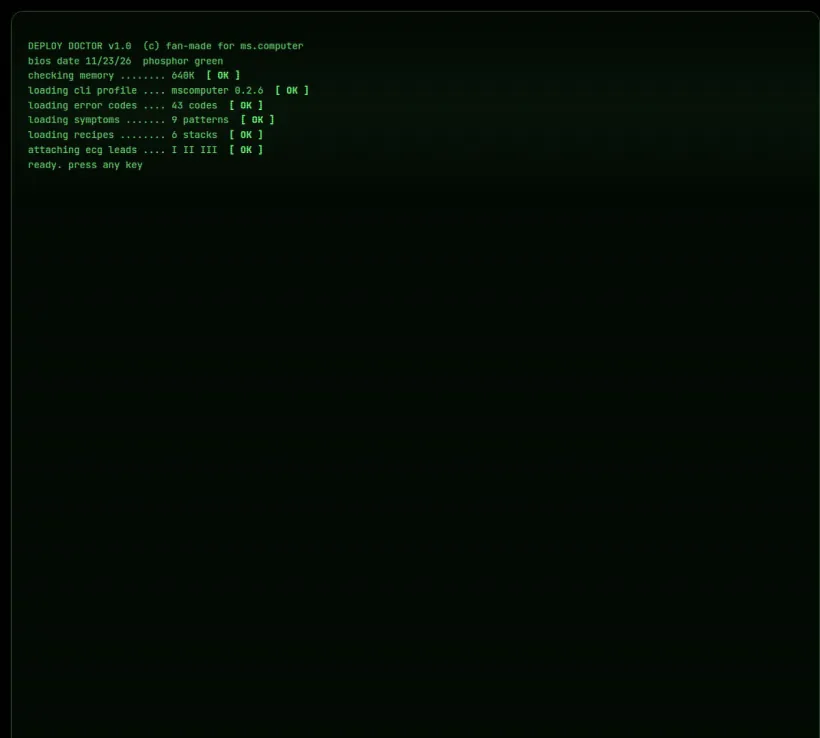 DEPLOY DOCTOR v1.0 (c) fan-made for ms.computer
bios date 11/23/26 phosphor green
checking memory ........ 640K [ OK ]
loading cli profile .... mscomputer 0.2.6 [ OK ]
loading error codes .... 43 codes [ OK ]
loading symptoms ....... 9 patterns [ OK ]
loading recipes ........ 6 stacks [ OK ]
attaching ecg leads .... I II III [ OK ]
ready. press any key